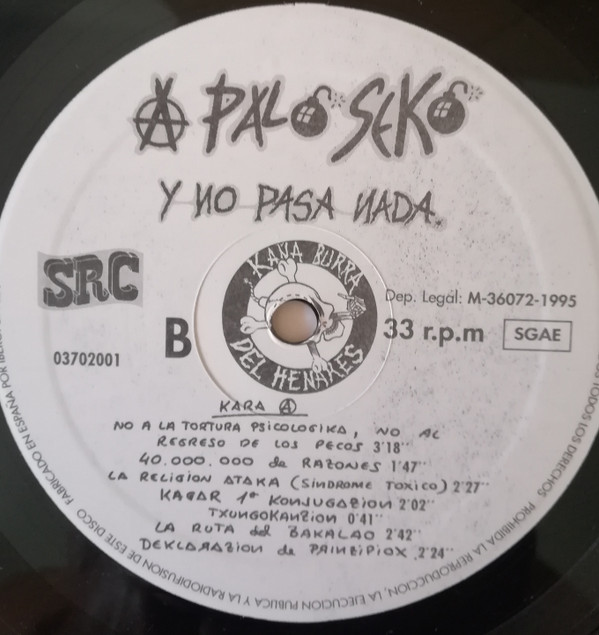 A PALO SEKO
Y NO PASA NADA.
SRC
KAÑA BURRA
DEL HENARES
Dep. Legal: M-36072-1995
03702001
B
33 r.p.m
SGAE
KARA A
NO A LA TORTURA PSICOLOGIKA, NO AL
REGRESO DE LOS PECOS 3'18''
40.000.000 de RAZONES 1'47''
LA RELIGION ATAKA (SINDROME TOXICO) 2'27''
KAGAR 1ª KONJUGAZION 2'02''
TXUNGOKANZION 0'41''
LA RUTA del BAKALAO 2'42''
DEKLARASION de PRINZIPIOX 2'24''
TODOS LOS DERECHOS PROHIBIDA LA REPRODUCCION, LA EJECUCION PUBLICA Y LA RADIODIFUSION DE ESTE DISCO FABRICADO EN ESPAÑA POR